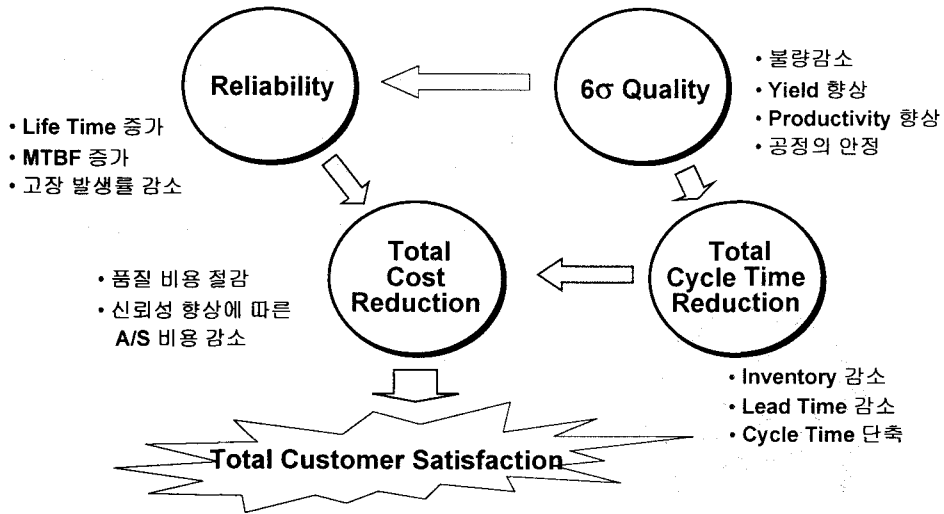 Reliability
6σ Quality
• 불량감소
• Yield 향상
• Productivity 향상
• 공정의 안정
• Life Time 증가
• MTBF 증가
• 고장 발생률 감소
Total
Cost
Reduction
Total
Cycle Time
Reduction
• 품질 비용 절감
• 신뢰성 향상에 따른
A/S 비용 감소
• Inventory 감소
• Lead Time 감소
• Cycle Time 단축
Total Customer Satisfaction